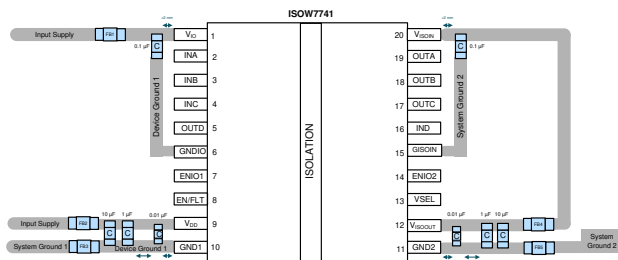 ISOW7741
Input Supply
FB1
VIO
1
0.1 µF
C
Device Ground 1
INA
2
INB
3
INC
4
OUTD
5
GNDIO
6
ENIO1
7
EN/FLT
8
Input Supply
FB2
10 µF
1 µF
0.01 µF
VDD
9
C
C
C
System Ground 1
FB3
Device Ground 1
GND1
10
ISOLATION
20
VISOIN
C
0.1 µF
System Ground 2
19
OUTA
18
OUTB
17
OUTC
16
IND
15
GISOIN
14
ENIO2
13
VSEL
12
VISOOUT
0.01 µF
1 µF
10 µF
FB4
C
C
C
11
GND2
FB5
System
Ground 2